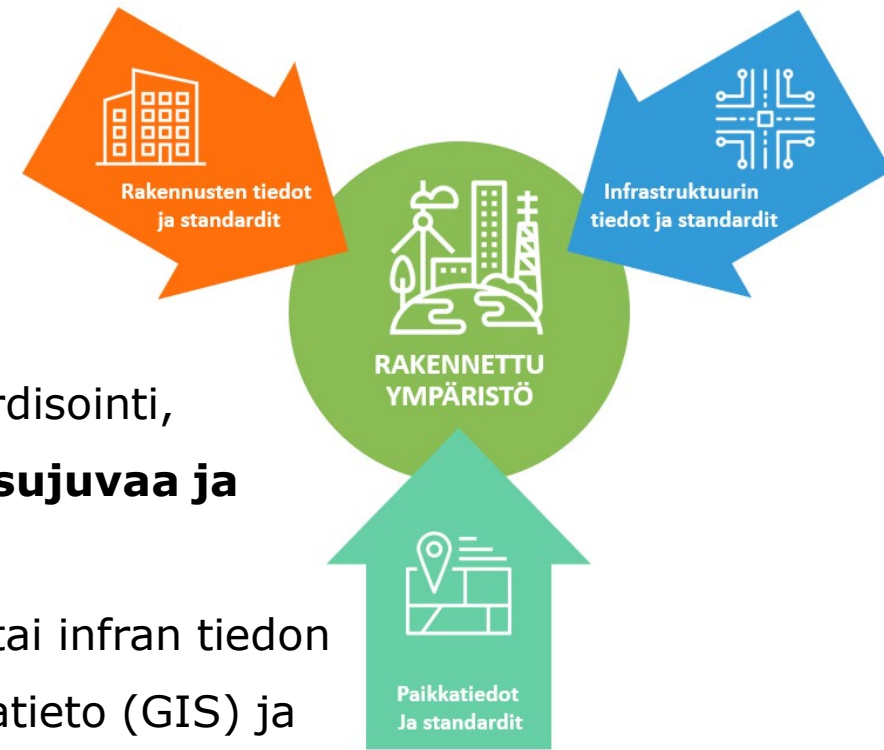 Rakennusten tiedot
ja standardit
Infrastruktuurin
tiedot ja standardit
RAKENNETTU
YMPÄRISTÖ
rdisointi,
sujuvaa ja
tai infran tiedon
atieto (GIS) ja
Paikkatiedot
Ja standardit